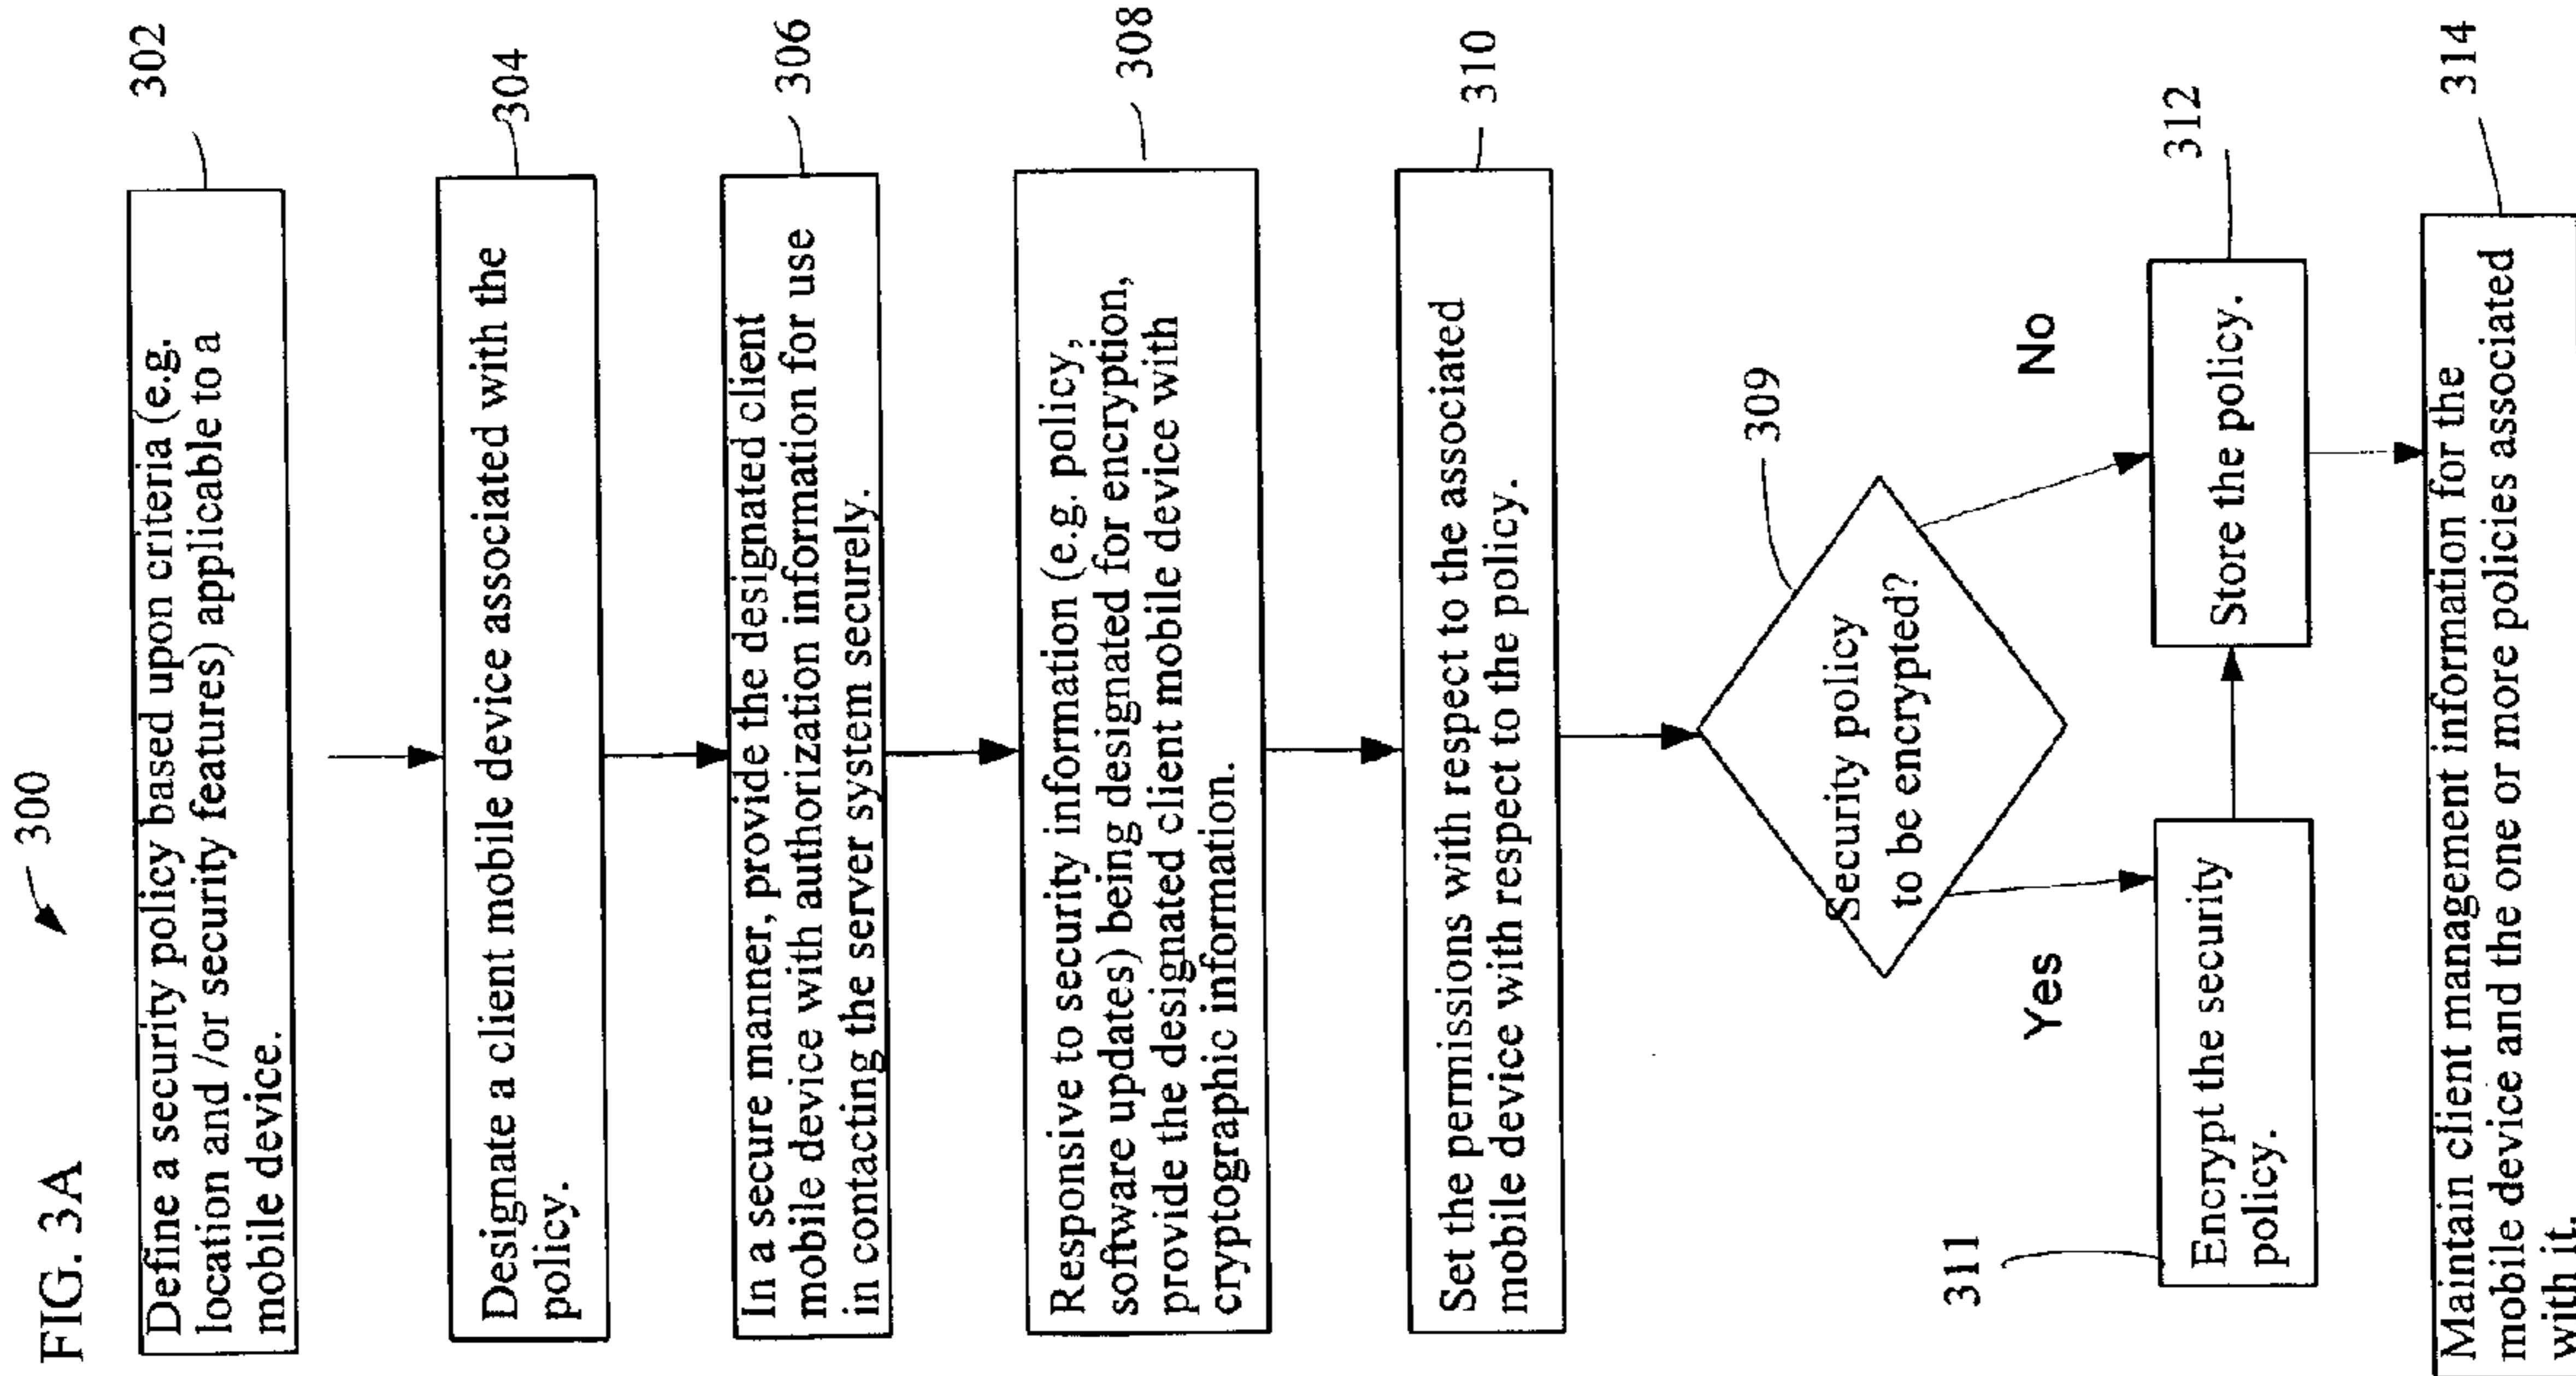 FIG. 3A
300
Define a security policy based upon criteria (e.g.
location and /or security features) applicable to a
mobile device.
302
Designate a client mobile device associated with the
policy.
304
In a secure manner, provide the designated client
mobile device with authorization information for use
in contacting the server system securely.
306
Responsive to security information (e.g. policy,
software updates) being designated for encryption,
provide the designated client mobile device with
cryptographic information.
308
Set the permissions with respect to the associated
mobile device with respect to the policy.
310
Security policy
to be encrypted?
309
Yes
No
311
Encrypt the security
policy.
Store the policy.
312
Maintain client management information for the
mobile device and the one or more policies associated
with it.
314